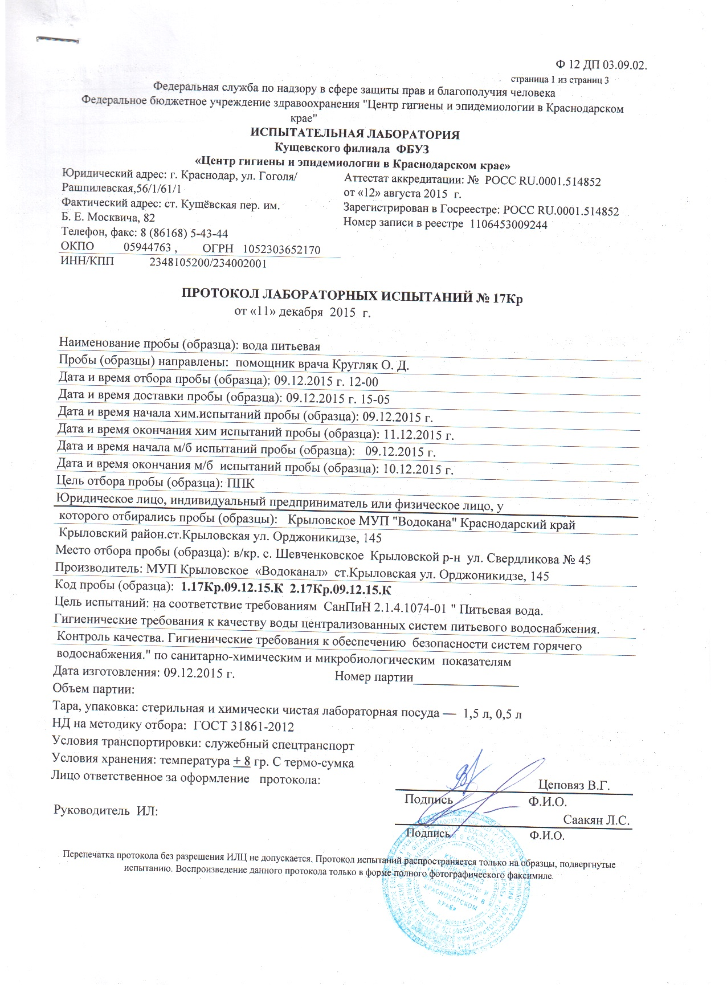 Ф 12 ДП 03.09.02.
страница 1 из страниц 3
Федеральная служба по надзору в сфере защиты прав и благополучия человека
Федеральное бюджетное учреждение здравоохранения "Центр гигиены и эпидемиологии в Краснодарском
крае"
ИСПЫТАТЕЛЬНАЯ ЛАБОРАТОРИЯ
Кущевского филиала ФБУЗ
«Центр гигиены и эпидемиологии в Краснодарском крае»
Юридический адрес: г. Краснодар, ул. Гоголя/
Рашпилевская,56/1/61/1
Фактический адрес: ст. Кущёвская пер. им.
Б. Е. Москвича, 82
Телефон, факс: 8 (86168) 5-43-44
ОКПО 05944763 , ОГРН 1052303652170
ИНН/КПП 2348105200/234002001
Аттестат аккредитации: № РОСС RU.0001.514852
от «12» августа 2015 г.
Зарегистрирован в Госреестре: РОСС RU.0001.514852
Номер записи в реестре 1106453009244
ПРОТОКОЛ ЛАБОРАТОРНЫХ ИСПЫТАНИЙ № 17Кр
от «11» декабря 2015 г.
Наименование пробы (образца): вода питьевая
Пробы (образцы) направлены: помощник врача Кругляк О. Д.
Дата и время отбора пробы (образца): 09.12.2015 г. 12-00
Дата и время доставки пробы (образца): 09.12.2015 г. 15-05
Дата и время начала хим.испытаний пробы (образца): 09.12.2015 г.
Дата и время окончания хим испытаний пробы (образца): 11.12.2015 г.
Дата и время начала м/б испытаний пробы (образца): 09.12.2015 г.
Дата и время окончания м/б испытаний пробы (образца): 10.12.2015 г.
Цель отбора пробы (образца): ППК
Юридическое лицо, индивидуальный предприниматель или физическое лицо, у
которого отбирались пробы (образцы): Крыловское МУП "Водокана" Краснодарский край
Крыловский район.ст.Крыловская ул. Орджоникидзе, 145
Место отбора пробы (образца): в/кр. с. Шевченковское Крыловской р-н ул. Свердликова № 45
Производитель: МУП Крыловское «Водоканал» ст.Крыловская ул. Орджоникидзе, 145
Код пробы (образца): 1.17Кр.09.12.15.К 2.17Кр.09.12.15.К
Цель испытаний: на соответствие требованиям СанПиН 2.1.4.1074-01 " Питьевая вода.
Гигиенические требования к качеству воды централизованных систем питьевого водоснабжения.
Контроль качества. Гигиенические требования к обеспечению безопасности систем горячего
водоснабжения." по санитарно-химическим и микробиологическим показателям
Дата изготовления: 09.12.2015 г. Номер партии
Объем партии:
Тара, упаковка: стерильная и химически чистая лабораторная посуда — 1,5 л, 0,5 л
НД на методику отбора: ГОСТ 31861-2012
Условия транспортировки: служебный спецтранспорт
Условия хранения: температура + 8 гр. С термо-сумка
Лицо ответственное за оформление протокола:
Цеповяз В.Г.
Подпись Ф.И.О.
Руководитель ИЛ:
Саакян Л.С.
Подпись Ф.И.О.
Перепечатка протокола без разрешения ИЛЦ не допускается. Протокол испытаний распространяется только на образцы, подвергнутые
испытанию. Воспроизведение данного протокола только в форме полного фотографического факсимиле.
КРАСНОДАРСКОМ
КРАЕ»